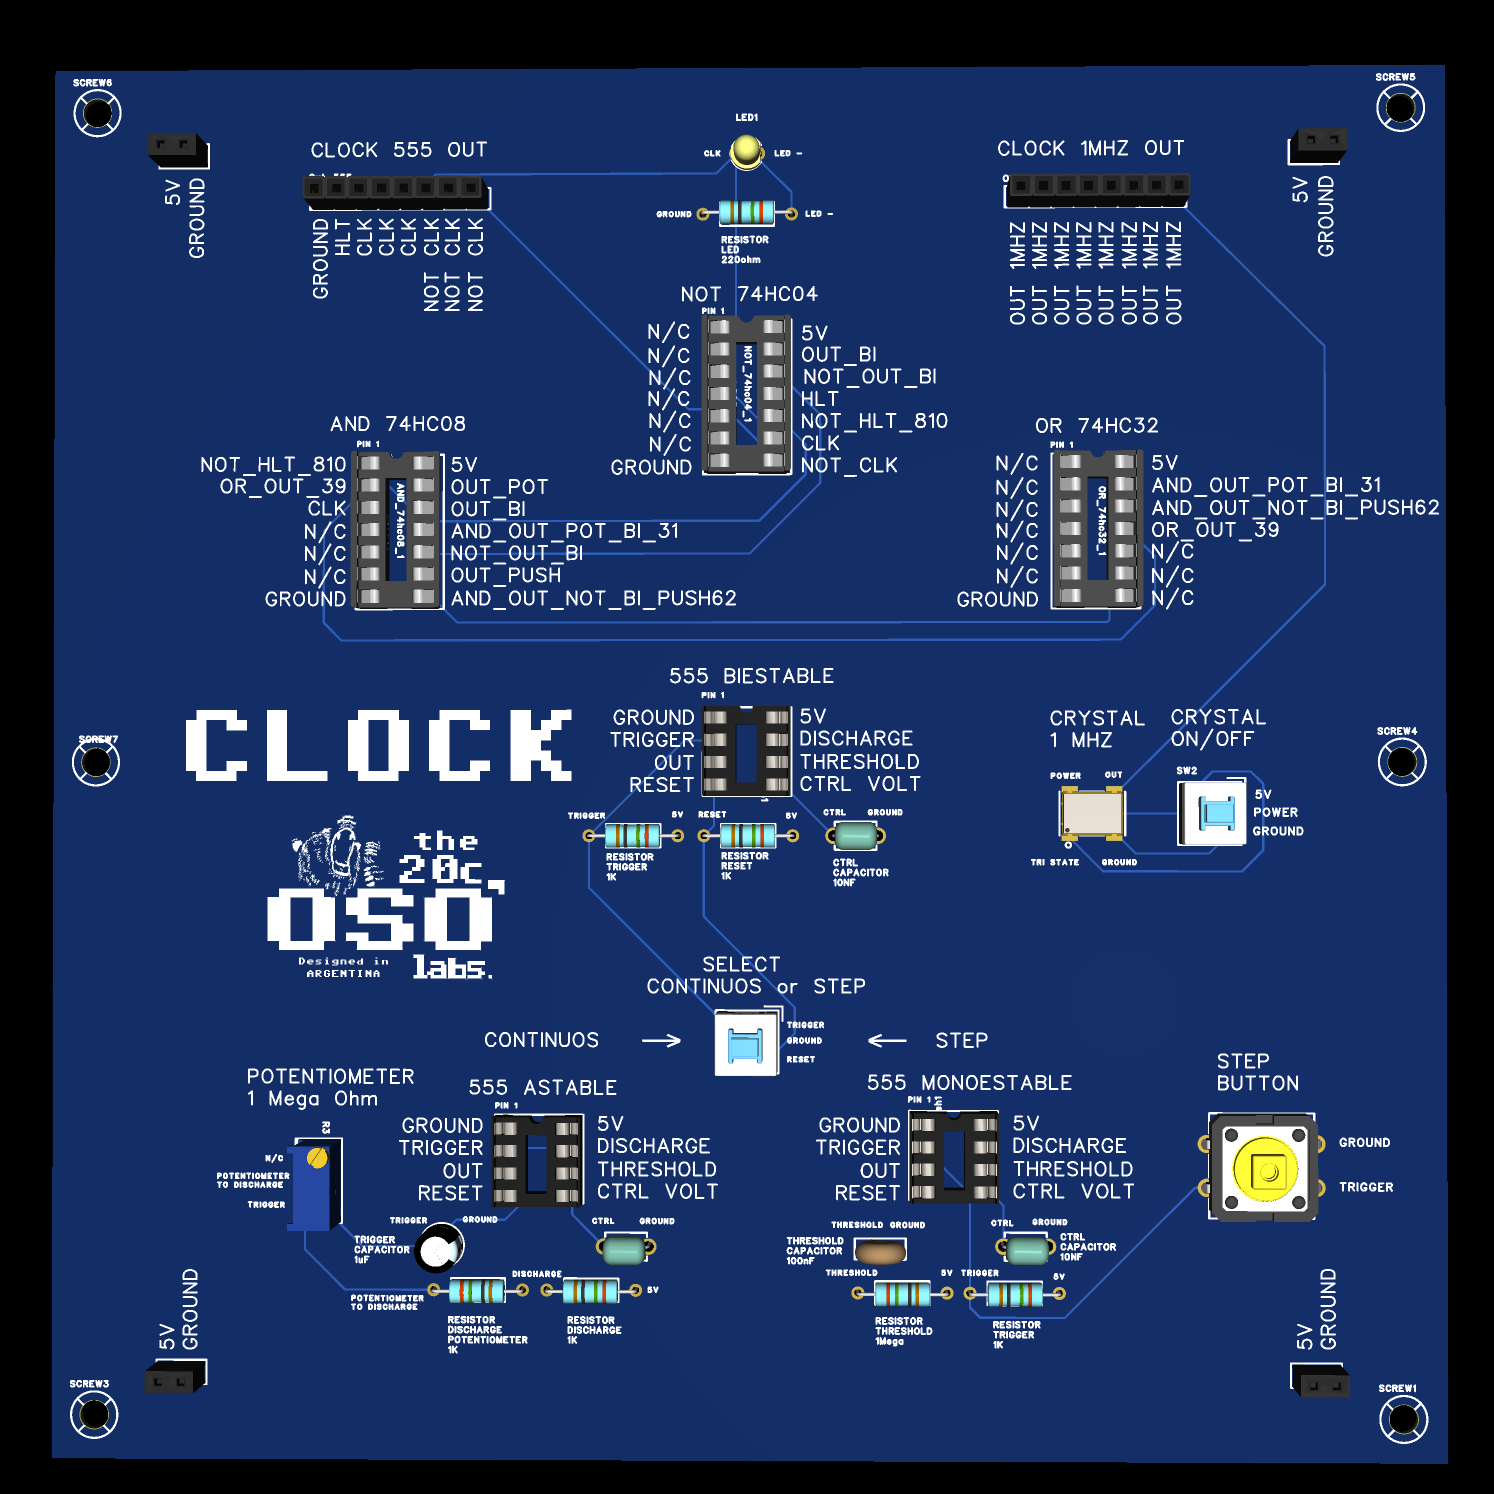 SCREW6
SCREW5
LED1
CLOCK 555 OUT
CLK
LED -
CLOCK 1MHZ OUT
5V
GROUND
GROUND
HLT
CLK
CLK
CLK
NOT CLK
NOT CLK
NOT CLK
GROUND
LED -
RESISTOR
LED
220ohm
OUT 1MHZ
OUT 1MHZ
OUT 1MHZ
OUT 1MHZ
OUT 1MHZ
OUT 1MHZ
OUT 1MHZ
OUT 1MHZ
5V
GROUND
NOT 74HC04
PIN 1
N/C
N/C
N/C
N/C
N/C
N/C
GROUND
NOT_74hc04_1
5V
OUT_BI
NOT_OUT_BI
HLT
NOT_HLT_810
CLK
NOT_CLK
AND 74HC08
PIN 1
NOT_HLT_810
OR_OUT_39
CLK
N/C
N/C
N/C
GROUND
AND_74hc08_1
5V
OUT_POT
OUT_BI
AND_OUT_POT_BI_31
NOT_OUT_BI
OUT_PUSH
AND_OUT_NOT_BI_PUSH62
OR 74HC32
PIN 1
N/C
N/C
N/C
N/C
N/C
N/C
GROUND
OR_74hc32_1
5V
AND_OUT_POT_BI_31
AND_OUT_NOT_BI_PUSH62
OR_OUT_39
N/C
N/C
N/C
555 BIESTABLE
PIN 1
GROUND
TRIGGER
OUT
RESET
5V
DISCHARGE
THRESHOLD
CTRL VOLT
CLOCK
SCREW7
SCREW4
CRYSTAL
1 MHZ
CRYSTAL
ON/OFF
POWER
OUT
SW2
5V
POWER
GROUND
TRI STATE
GROUND
TRIGGER
5V
RESET
5V
CTRL
GROUND
RESISTOR
TRIGGER
1K
RESISTOR
RESET
1K
CTRL
CAPACITOR
10NF
the
20c,
OSO
Designed in
ARGENTINA
labs.
SELECT
CONTINUOS or STEP
TRIGGER
GROUND
RESET
CONTINUOS
STEP
POTENTIOMETER
1 Mega Ohm
R3
N/C
POTENTIOMETER
TO DISCHARGE
TRIGGER
555 ASTABLE
PIN 1
GROUND
TRIGGER
OUT
RESET
5V
DISCHARGE
THRESHOLD
CTRL VOLT
555 MONOESTABLE
PIN 1
GROUND
TRIGGER
OUT
RESET
5V
DISCHARGE
THRESHOLD
CTRL VOLT
STEP
BUTTON
GROUND
TRIGGER
TRIGGER
GROUND
TRIGGER
CAPACITOR
1uF
CTRL
GROUND
POTENTIOMETER
TO DISCHARGE
DISCHARGE
5V
RESISTOR
DISCHARGE
POTENTIOMETER
1K
RESISTOR
DISCHARGE
1K
THRESHOLD GROUND
THRESHOLD
CAPACITOR
100nF
CTRL
GROUND
CTRL
CAPACITOR
10NF
THRESHOLD
5V
TRIGGER
5V
RESISTOR
THRESHOLD
1Mega
RESISTOR
TRIGGER
1K
5V
GROUND
5V
GROUND
SCREW3
SCREW1